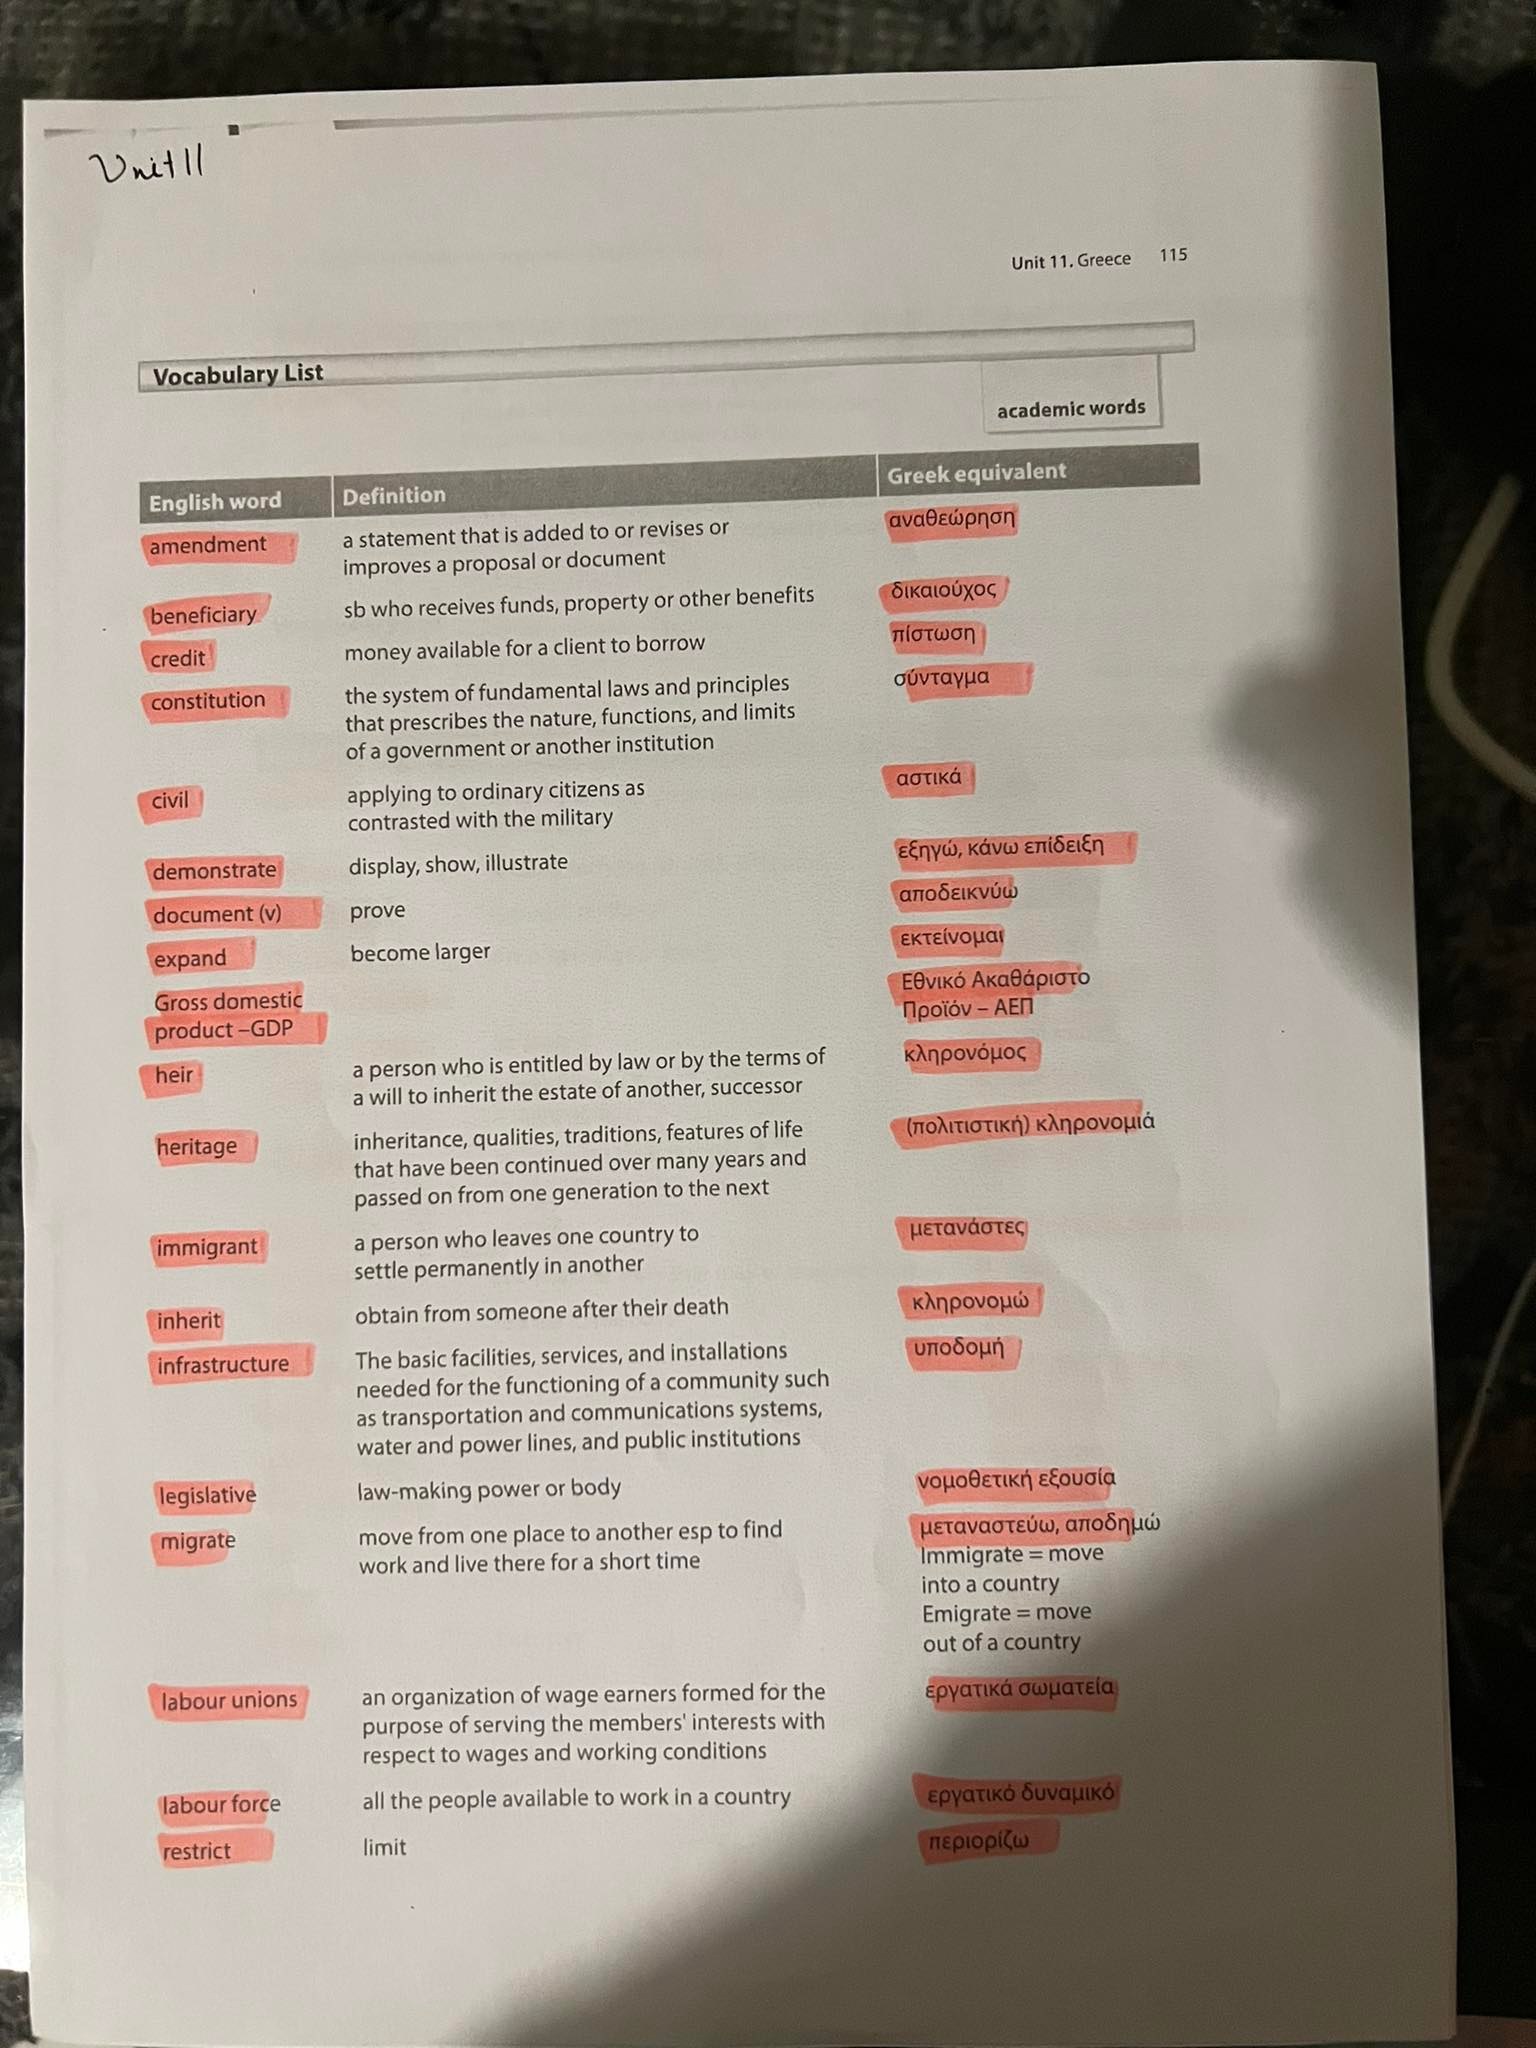 Unit 11
Unit 11. Greece 115
Vocabulary List
academic words
English word Definition Greek equivalent
amendment a statement that is added to or revises or αναθεώρηση
improves a proposal or document
beneficiary sb who receives funds, property or other benefits δικαιούχος
credit money available for a client to borrow πίστωση
constitution the system of fundamental laws and principles σύνταγμα
that prescribes the nature, functions, and limits
of a government or another institution
civil applying to ordinary citizens as αστικά
contrasted with the military
demonstrate display, show, illustrate εξηγώ, κάνω επίδειξη
document (v) prove αποδεικνύω
expand become larger εκτείνομαι
Gross domestic Εθνικό Ακαθάριστο
product –GDP Προϊόν – ΑΕΠ
heir a person who is entitled by law or by the terms of κληρονόμος
a will to inherit the estate of another, successor
heritage inheritance, qualities, traditions, features of life (πολιτιστική) κληρονομιά
that have been continued over many years and
passed on from one generation to the next
immigrant a person who leaves one country to μετανάστες
settle permanently in another
inherit obtain from someone after their death κληρονομώ
infrastructure The basic facilities, services, and installations υποδομή
needed for the functioning of a community such
as transportation and communications systems,
water and power lines, and public institutions
legislative law-making power or body νομοθετική εξουσία
migrate move from one place to another esp to find μεταναστεύω, αποδημώ
work and live there for a short time Immigrate = move
into a country
Emigrate = move
out of a country
labour unions an organization of wage earners formed for the εργατικά σωματεία
purpose of serving the members' interests with
respect to wages and working conditions
labour force all the people available to work in a country εργατικό δυναμικό
restrict limit περιορίζω